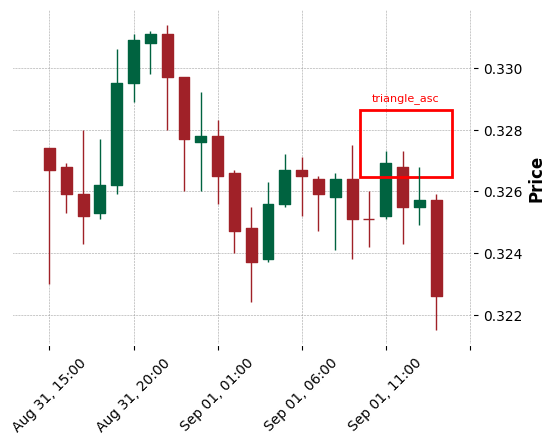 triangle_asc
0.330
0.328
0.326
0.324
0.322
Price
Aug 31, 15:00
Aug 31, 20:00
Sep 01, 01:00
Sep 01, 06:00
Sep 01, 11:00